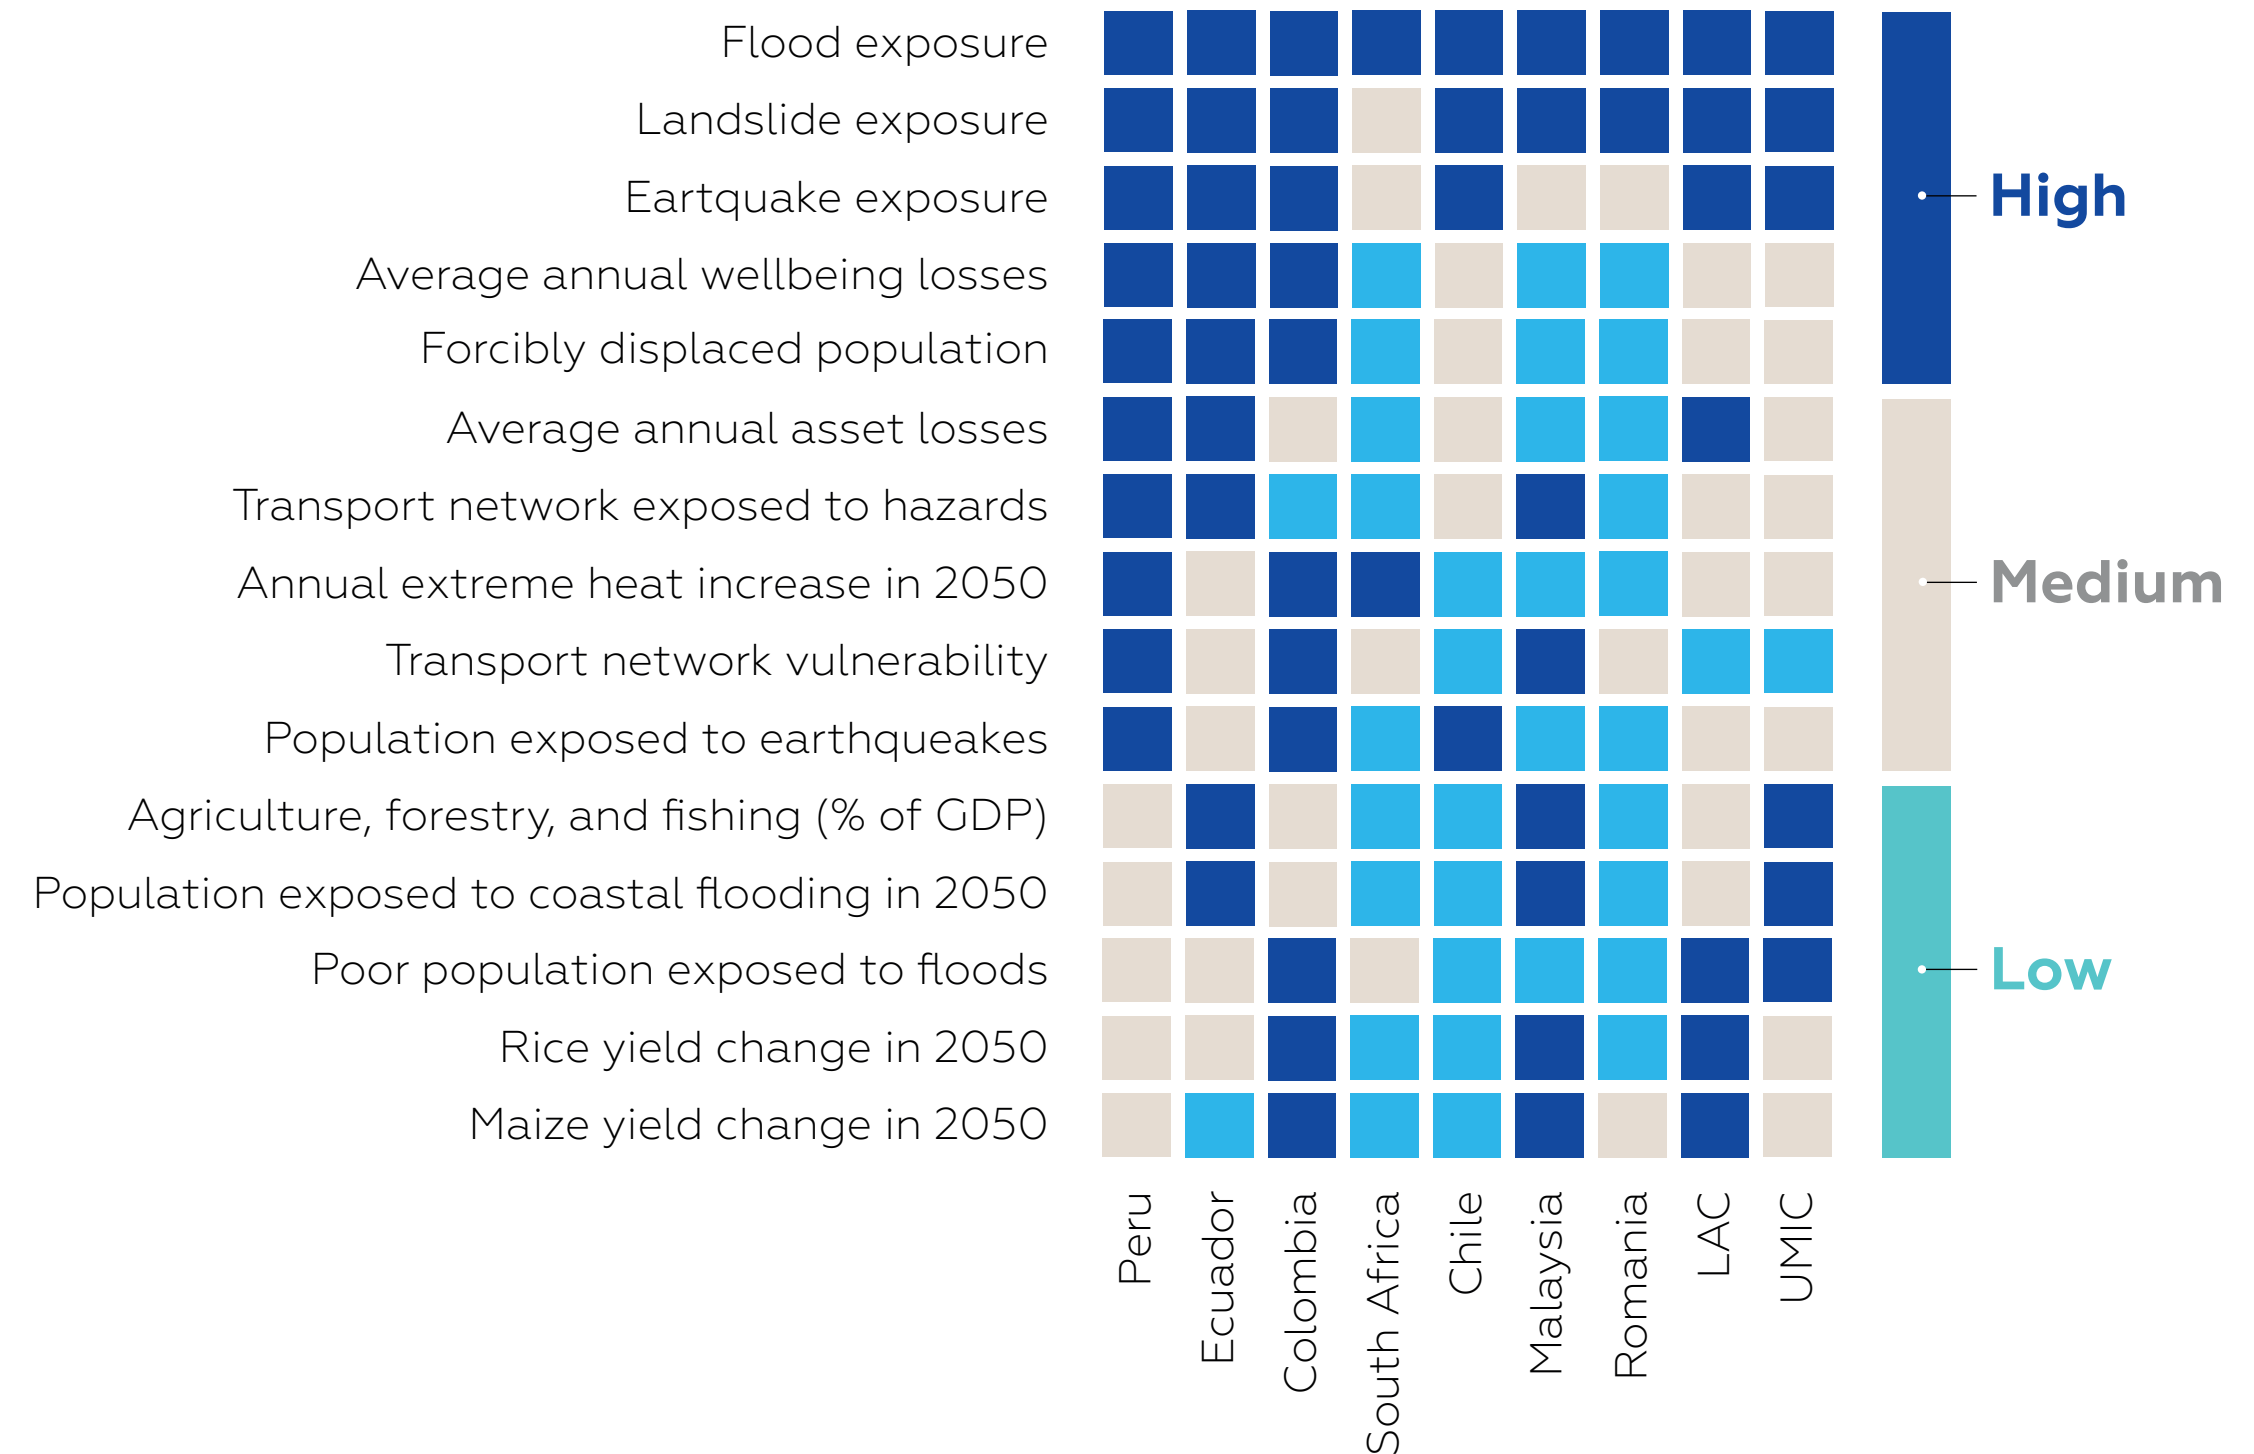 Flood exposure
Landslide exposure
Eartquake exposure
High
Average annual wellbeing losses
Forcibly displaced population
Average annual asset losses
Transport network exposed to hazards
Annual extreme heat increase in 2050
Medium
Transport network vulnerability
Population exposed to earthqueakes
Agriculture, forestry, and fishing (% of GDP)
Population exposed to coastal flooding in 2050
Poor population exposed to floods
Low
Rice yield change in 2050
Maize yield change in 2050
Peru
Ecuador
Colombia
South Africa
Chile
Malaysia
Romania
LAC
UMIC